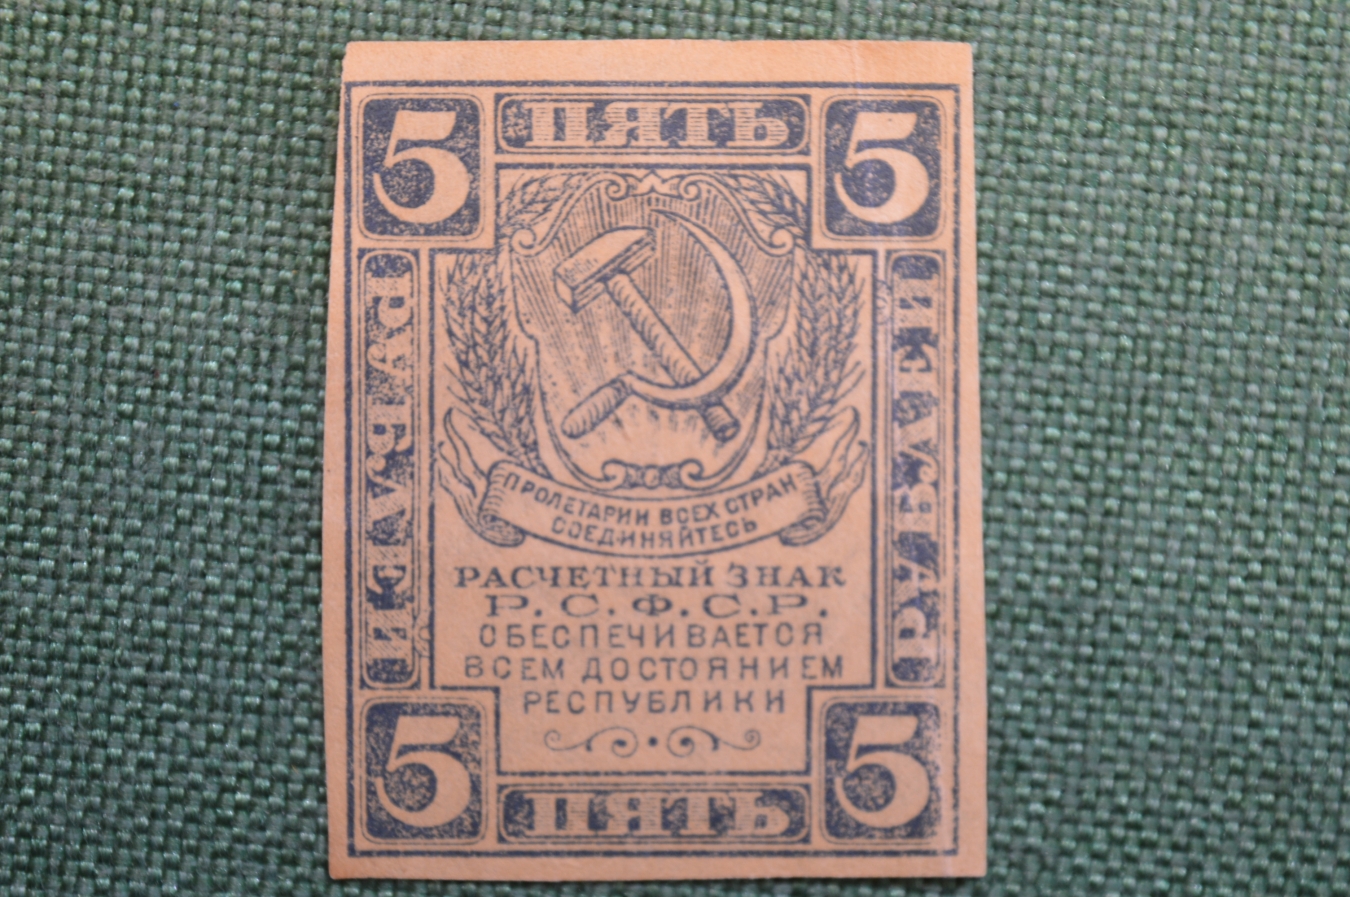 5 ПЯТЬ 5
РУБЛЕЙ
РУБЛЕЙ
ПРОЛЕТАРИИ ВСЕХ СТРАН
СОЕДИНЯЙТЕСЬ
РАСЧЕТНЫЙ ЗНАК
Р.С.Ф.С.Р.
ОБЕСПЕЧИВАЕТСЯ
ВСЕМ ДОСТОЯНИЕМ
РЕСПУБЛИКИ
5 ПЯТЬ 5